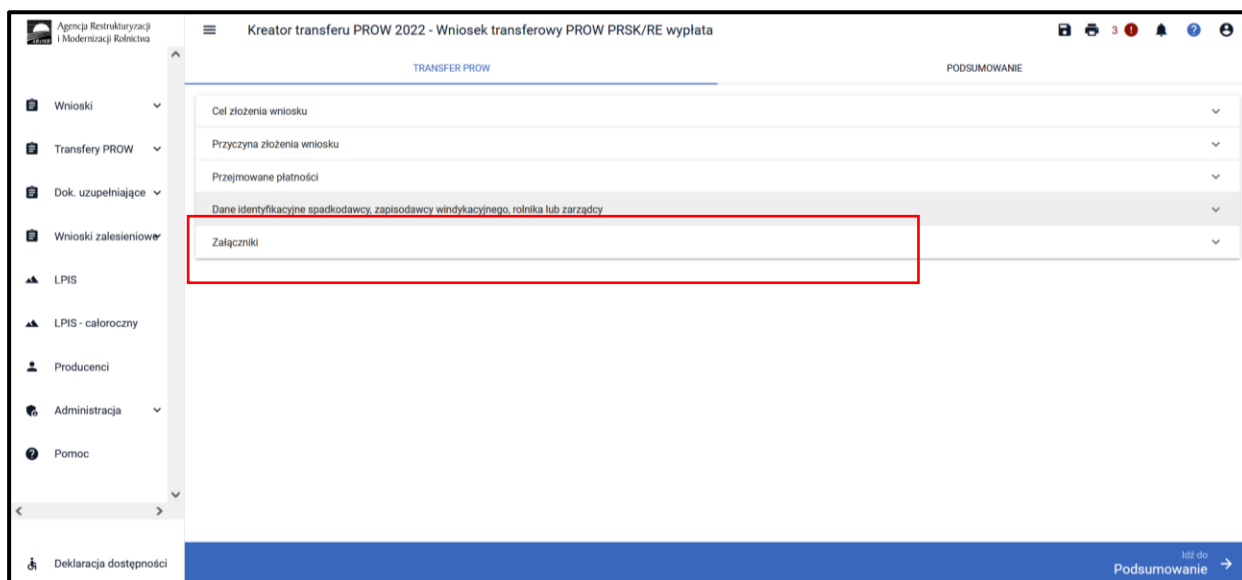 Agencja Restrukturyzacji
i Modernizacji Rolnictwa
Kreator transferu PROW 2022 - Wniosek transferowy PROW PRSK/RE wypłata
3
TRANSFER PROW
PODSUMOWANIE
Wnioski
Transfery PROW
Dok. uzupełniające
Wnioski zalesieniowe
LPIS
LPIS - całoroczny
Producenci
Administracja
Pomoc
Deklaracja dostępności
Cel złożenia wniosku
Przyczyna złożenia wniosku
Przejmowane płatności
Dane identyfikacyjne spadkodawcy, zapisodawcy windykacyjnego, rolnika lub zarządcy
Załączniki
Idź do
Podsumowanie